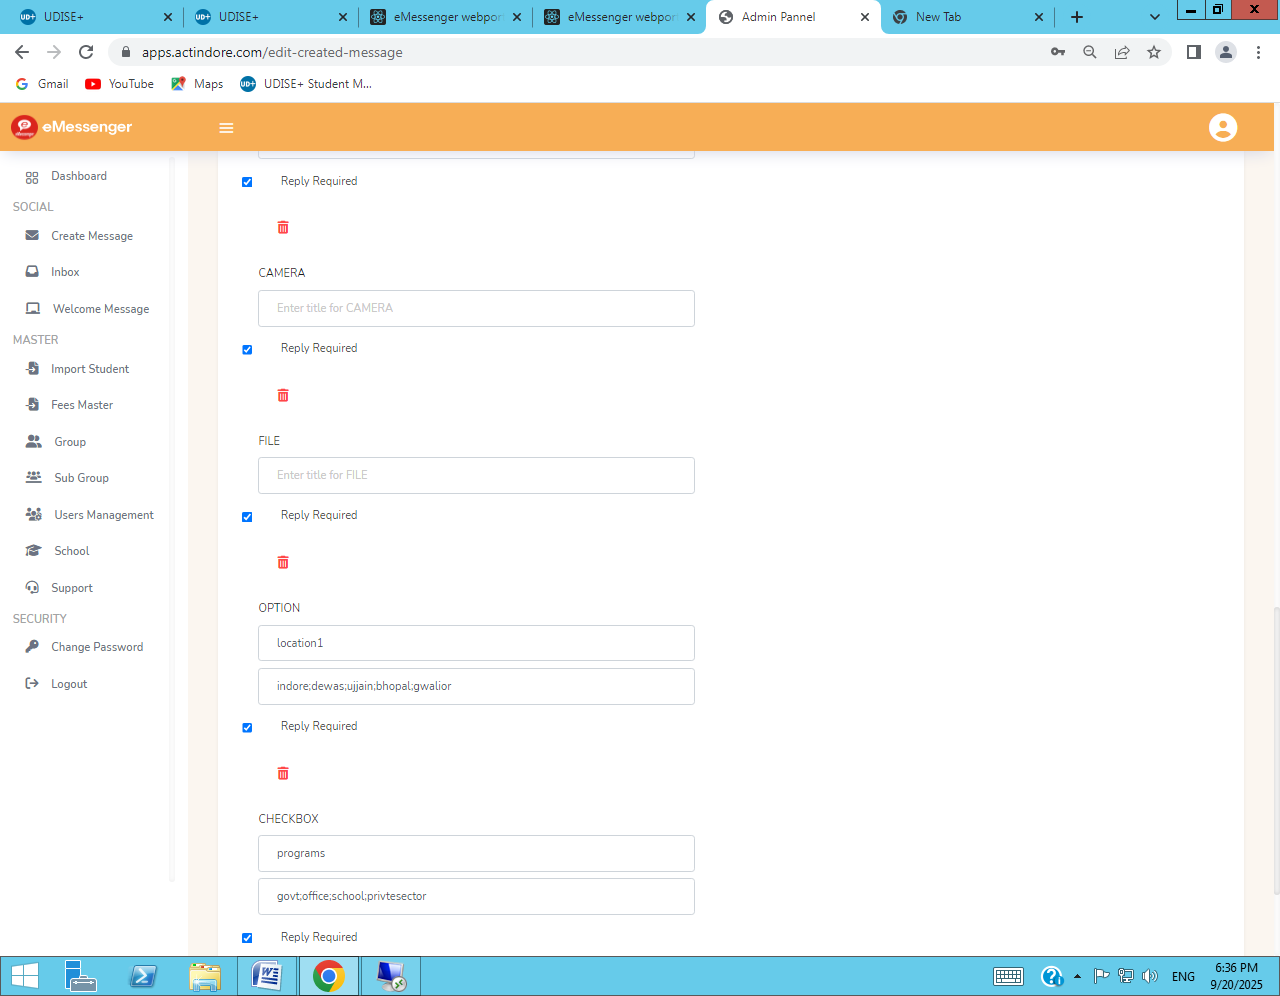 UDISE+
UDISE+
eMessenger webpor
eMessenger webpor
Admin Pannel
New Tab
apps.actindore.com/edit-created-message
Gmail
YouTube
Maps
UDISE+ Student M...
eMessenger
Dashboard
SOCIAL
Create Message
Inbox
Welcome Message
MASTER
Import Student
Fees Master
Group
Sub Group
Users Management
School
Support
SECURITY
Change Password
Logout
Reply Required
CAMERA
Enter title for CAMERA
Reply Required
FILE
Enter title for FILE
Reply Required
OPTION
location1
indore;dewas;ujjain;bhopal;gwalior
Reply Required
CHECKBOX
programs
govt;office;school;privtesector
Reply Required
ENG
6:36 PM
9/20/2025